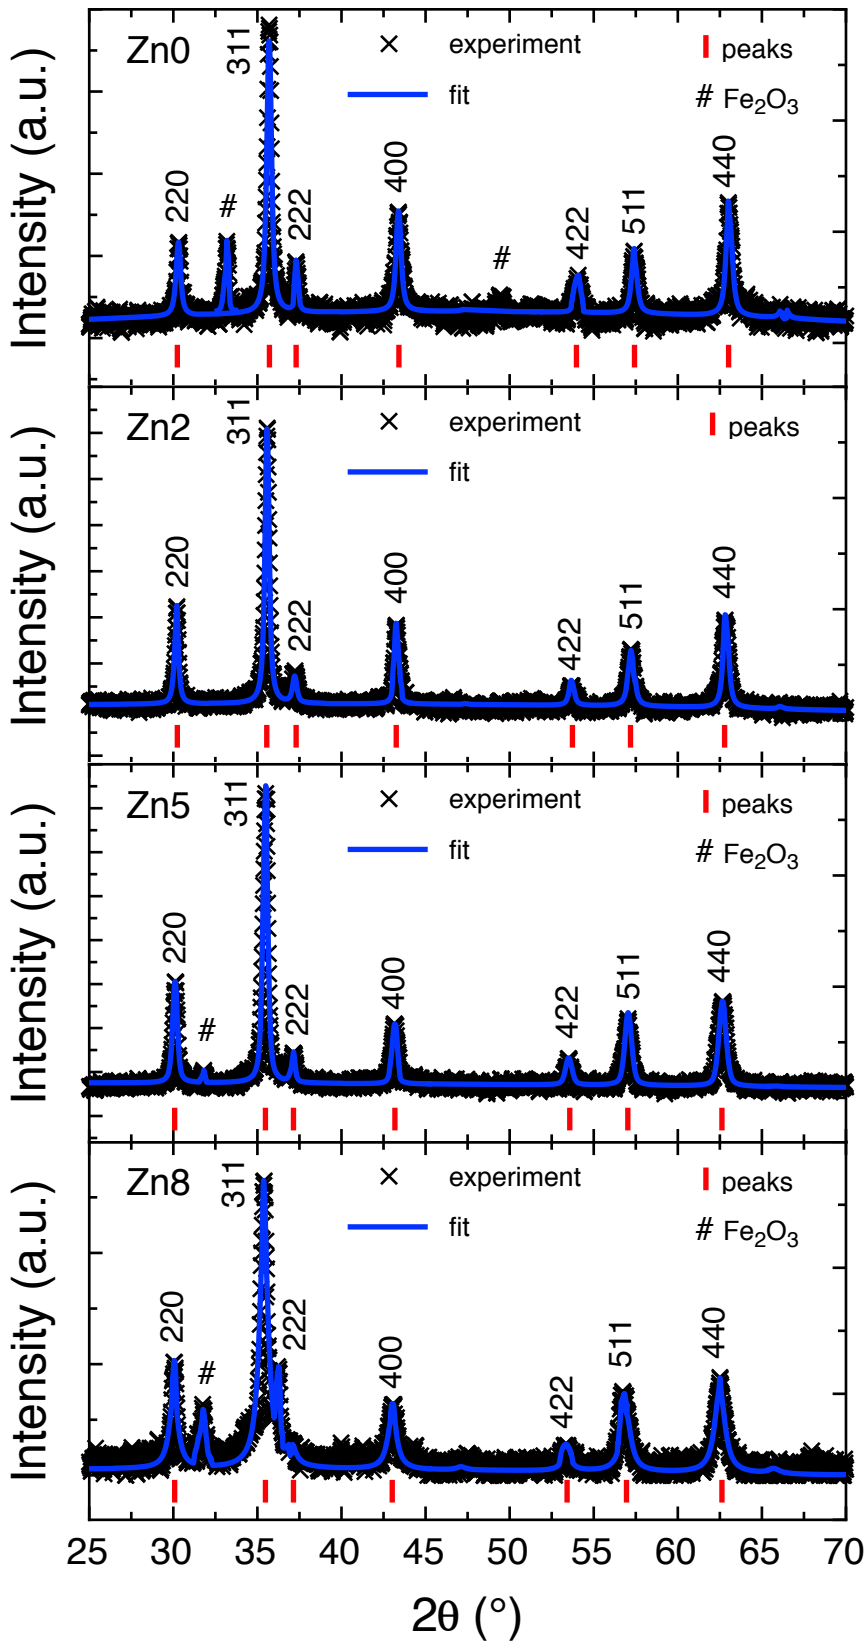 Zn0
311
experiment
peaks
fit
# Fe₂O₃
220
#
222
400
#
422
511
440
Intensity (a.u.)
Zn2
311
experiment
peaks
fit
220
222
400
422
511
440
Intensity (a.u.)
Zn5
311
experiment
peaks
fit
# Fe₂O₃
220
#
222
400
422
511
440
Intensity (a.u.)
Zn8
311
experiment
peaks
fit
# Fe₂O₃
220
#
222
400
422
511
440
Intensity (a.u.)
25 30 35 40 45 50 55 60 65 70
2θ (°)